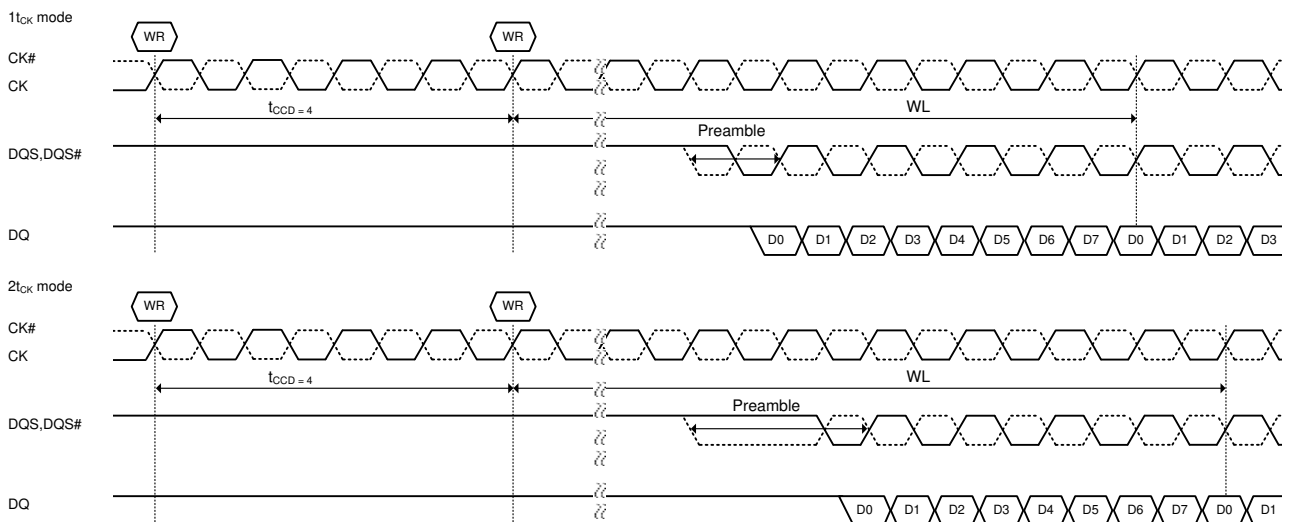 1tCK mode
WR WR
CK#
CK
tCCD = 4 WL
Preamble
DQS,DQS#
DQ D0 D1 D2 D3 D4 D5 D6 D7 D0 D1 D2 D3
2tCK mode
WR WR
CK#
CK
tCCD = 4 WL
Preamble
DQS,DQS#
DQ D0 D1 D2 D3 D4 D5 D6 D7 D0 D1